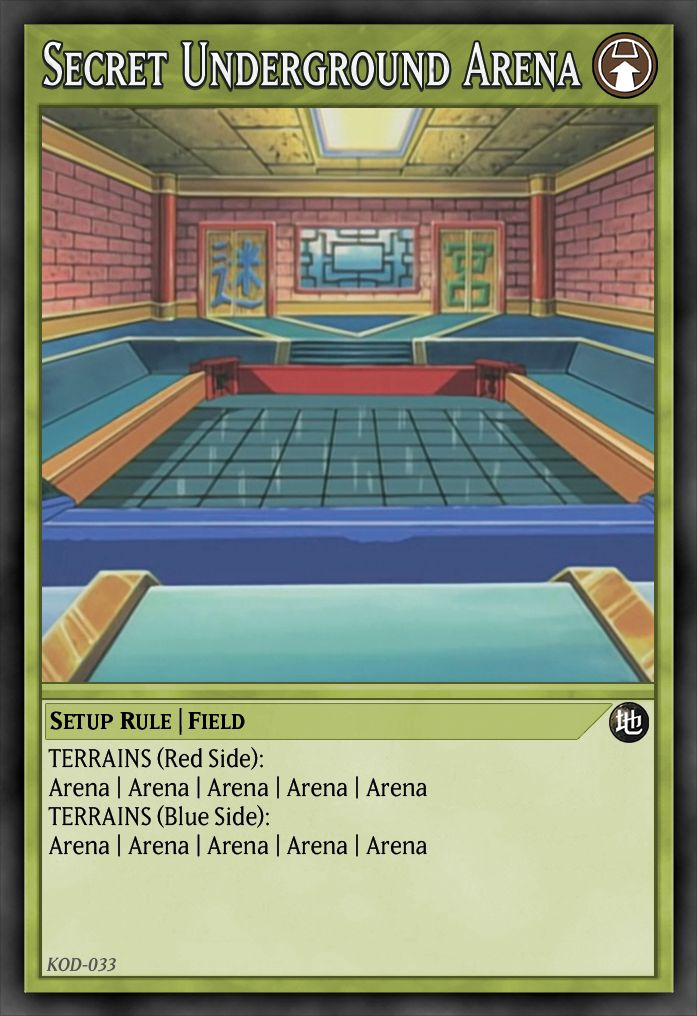 Secret Underground Arena
迷 宮
Setup Rule | Field
地
TERRAINS (Red Side):
Arena | Arena | Arena | Arena | Arena
TERRAINS (Blue Side):
Arena | Arena | Arena | Arena | Arena
KOD-033